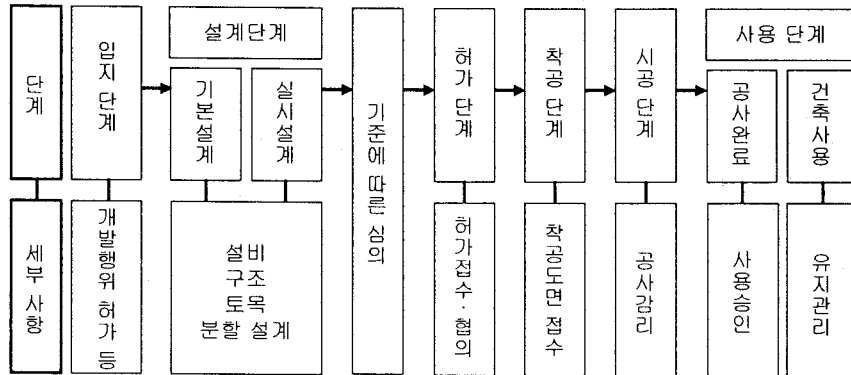 단계
입지 단계
설계단계
기본설계
실시설계
기준에 따른 심의
허가 단계
착공 단계
시공 단계
사용 단계
공사완료
건축사용
세부 사항
개발행위 허가 등
설비
구조
토목
분할 설계
허가접수·협의
착공도면 접수
공사감리
사용승인
유지관리